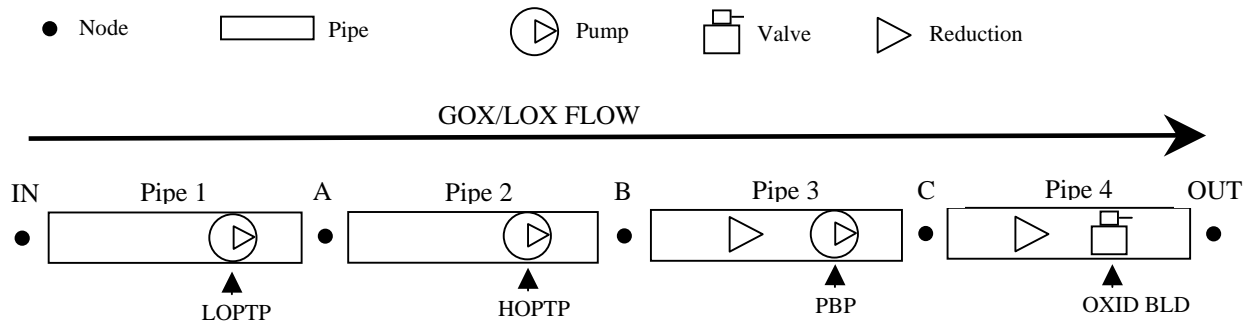 Node Pipe Pump Valve Reduction
GOX/LOX FLOW
IN Pipe 1 A Pipe 2 B Pipe 3 C Pipe 4 OUT
LOPTP HOPTP PBP OXID BLD